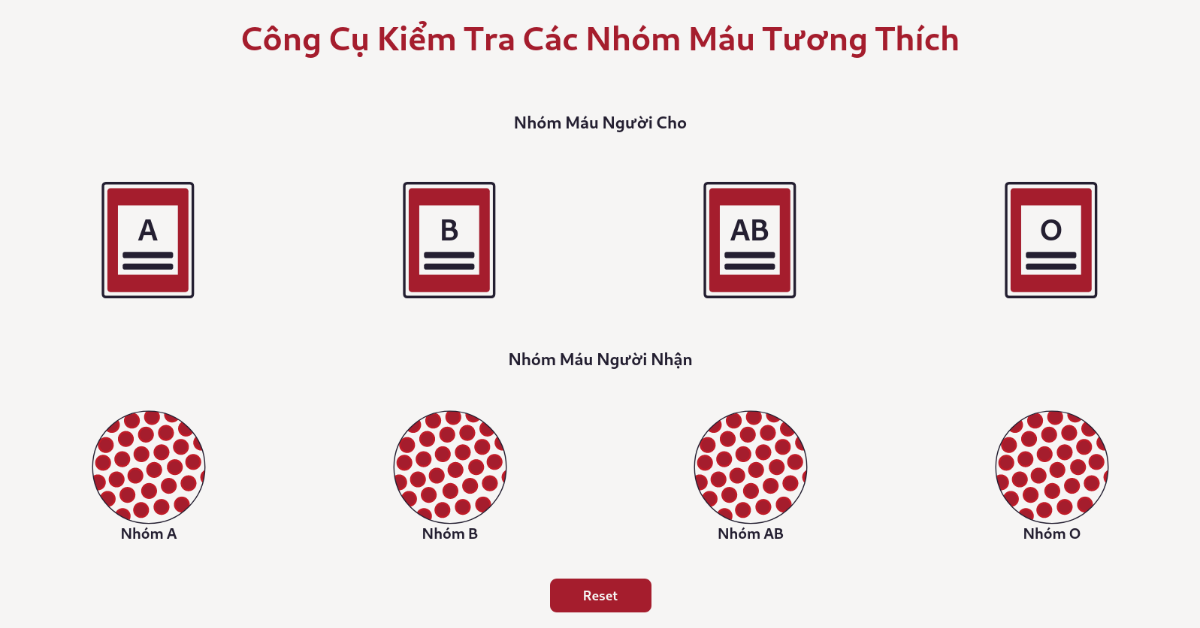 Công Cụ Kiểm Tra Các Nhóm Máu Tương Thích
Nhóm Máu Người Cho
A
B
AB
O
Nhóm Máu Người Nhận
Nhóm A
Nhóm B
Nhóm AB
Nhóm O
Reset